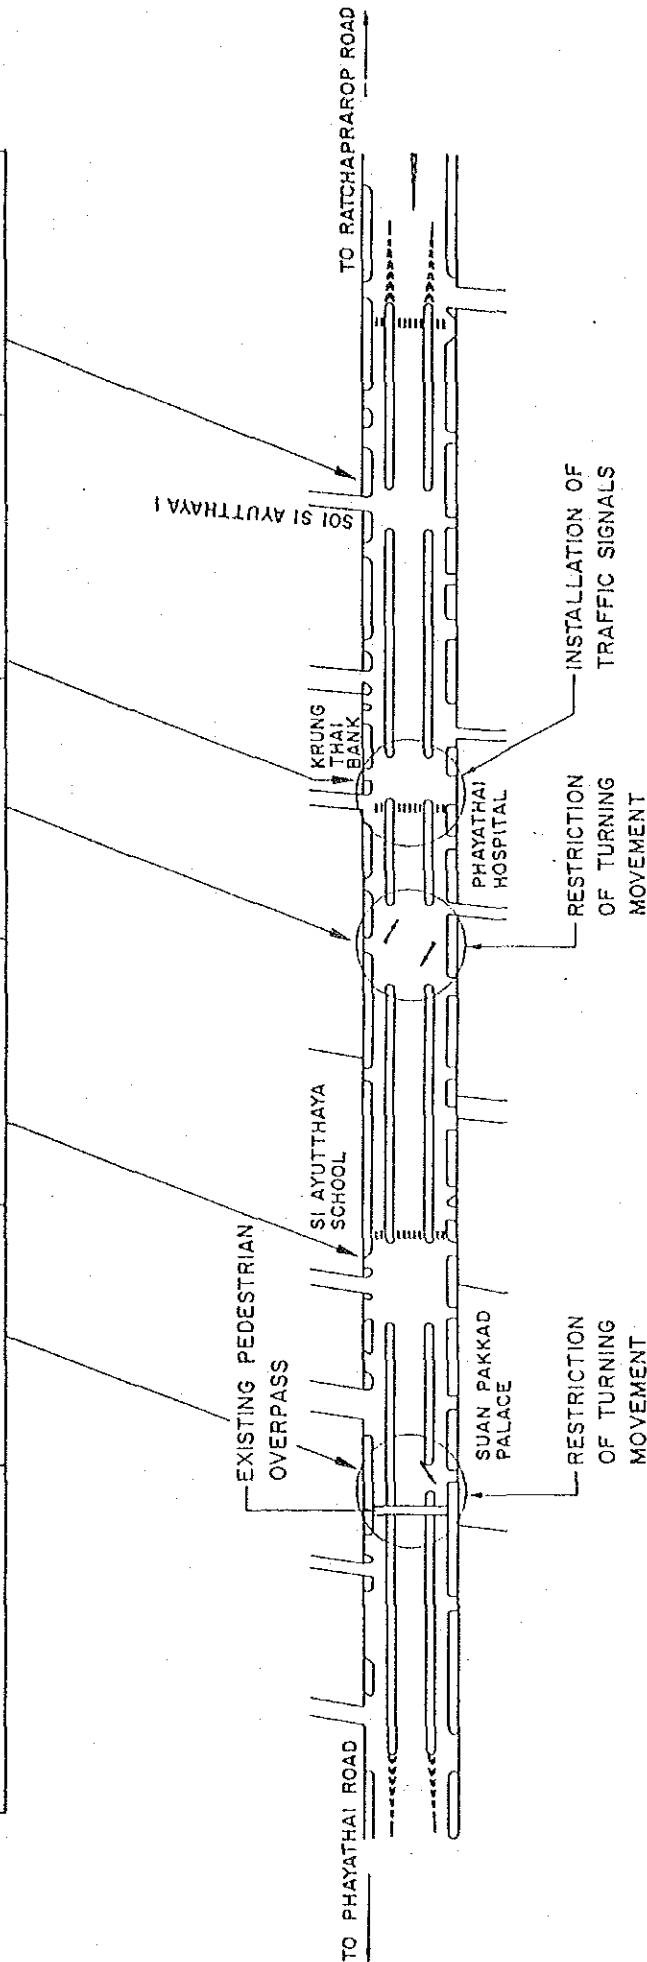 TO PHAYATHAI ROAD
EXISTING PEDESTRIAN
OVERPASS
SI AYUTTHAYA
SCHOOL
KRUNG
THAI
BANK
SOI SI AYUTTHAYA 1
TO RATCHAPRAROP ROAD
SUAN PAKKAD
PALACE
PHAYATHAI
HOSPITAL
RESTRICTION
OF TURNING
MOVEMENT
RESTRICTION
OF TURNING
MOVEMENT
INSTALLATION OF
TRAFFIC SIGNALS